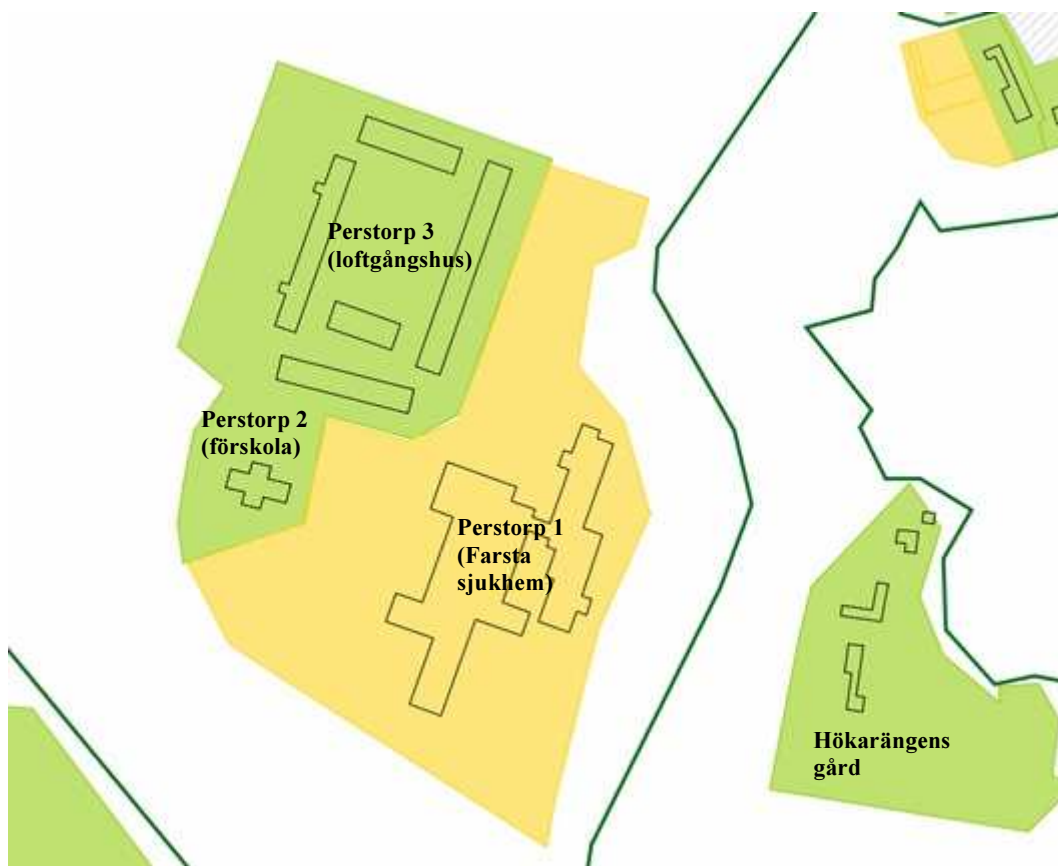 Perstorp 3
(loftgångshus)
Perstorp 2
(förskola)
Perstorp 1
(Farsta
sjukhem)
Hökarängens
gård